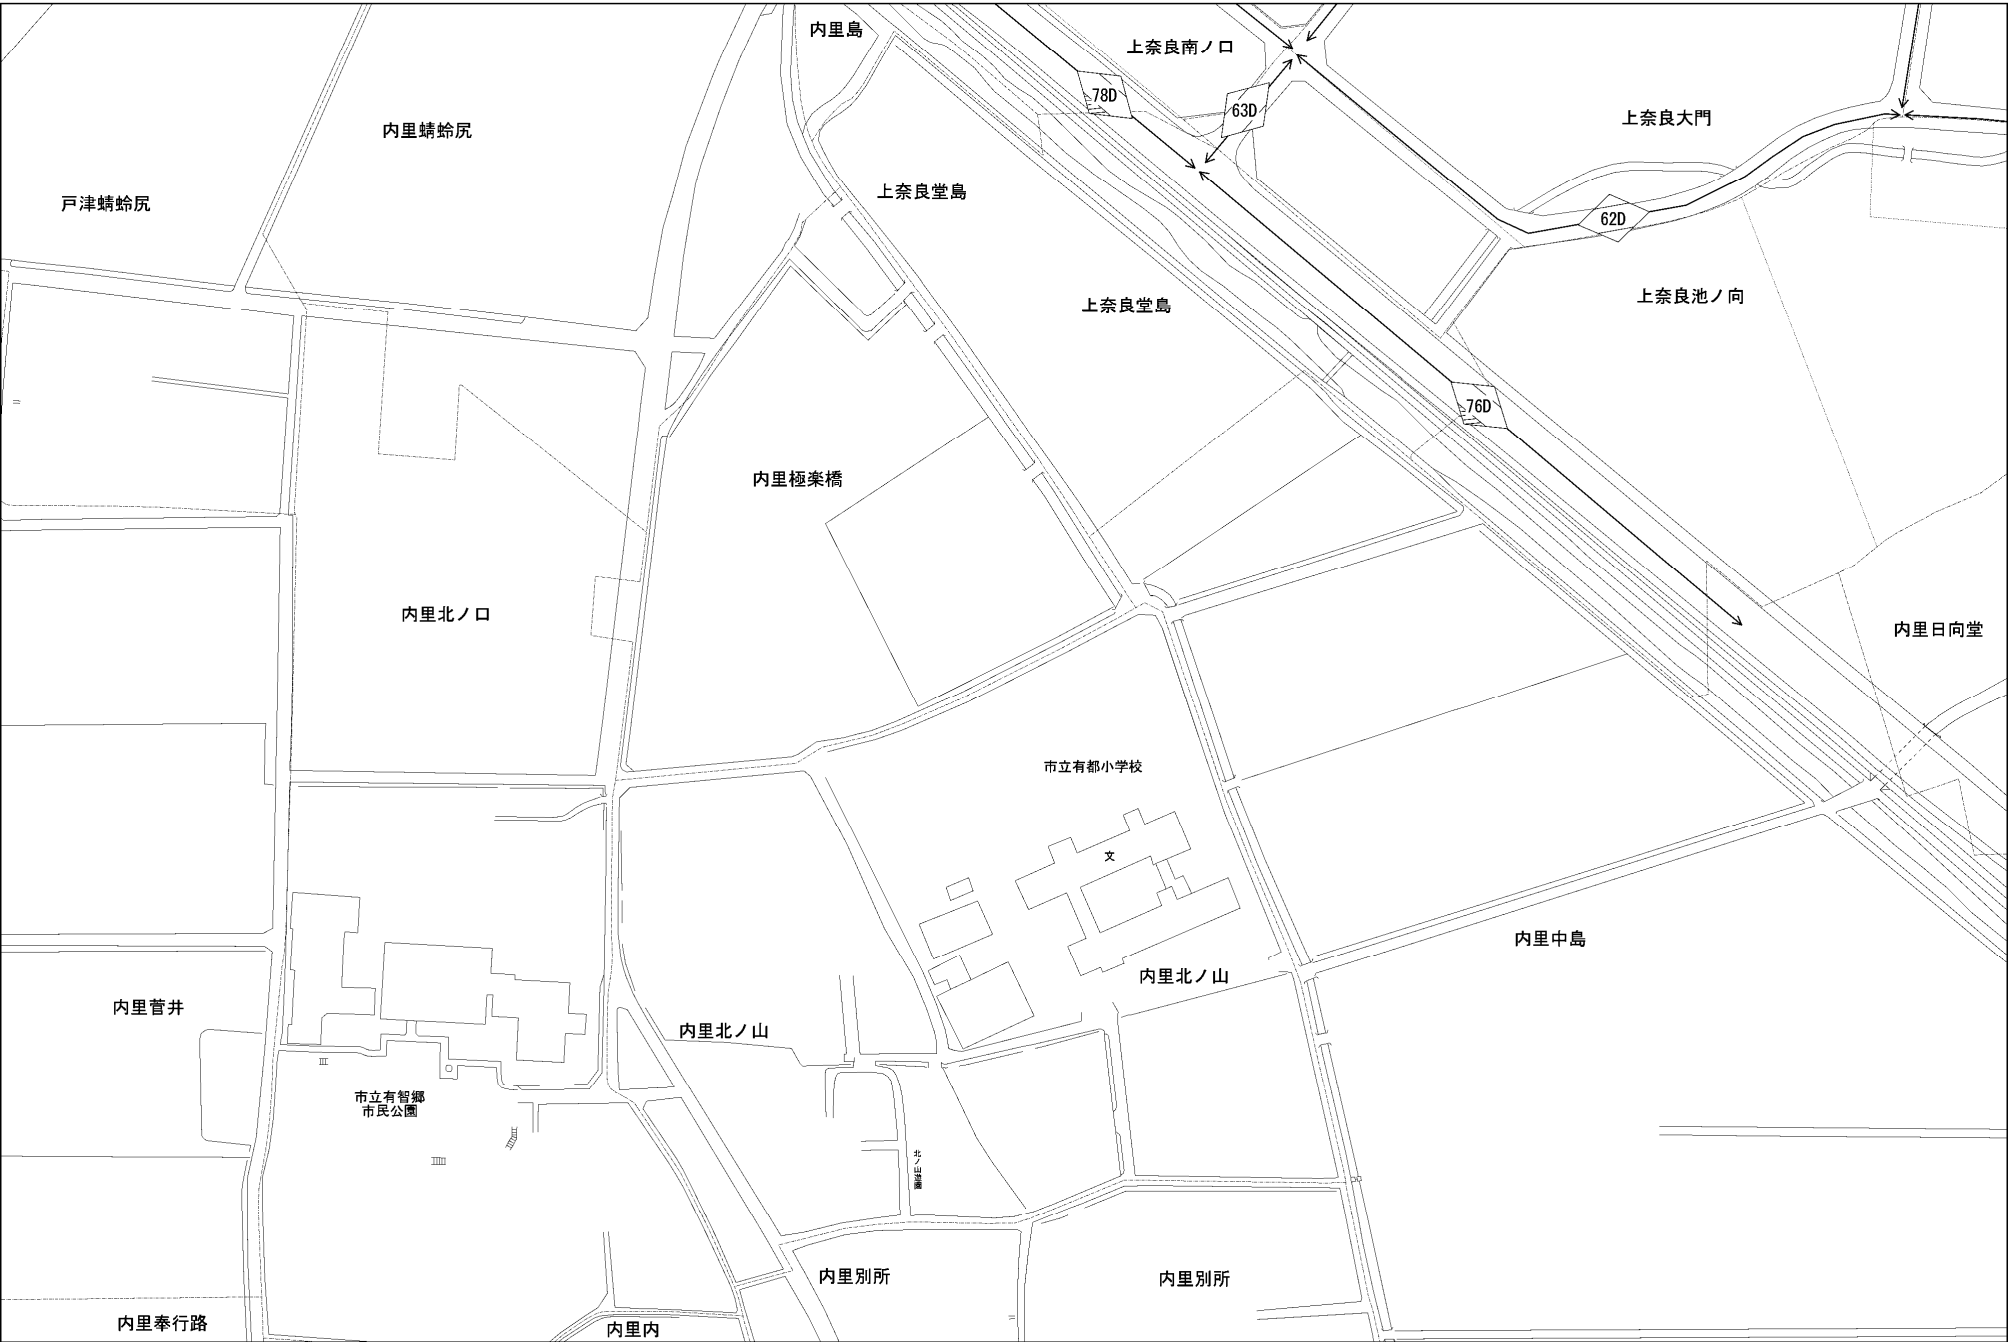 内里島
上奈良南ノ口
78D
63D
上奈良大門
内里蜻蛉尻
戸津蜻蛉尻
上奈良堂島
62D
上奈良堂島
上奈良池ノ向
76D
内里極楽橋
内里北ノ口
内里日向堂
市立有都小学校
文
内里中島
内里北ノ山
内里菅井
内里北ノ山
市立有智郷
市民公園
北ノ山遊園
内里別所
内里別所
内里奉行路
内里内